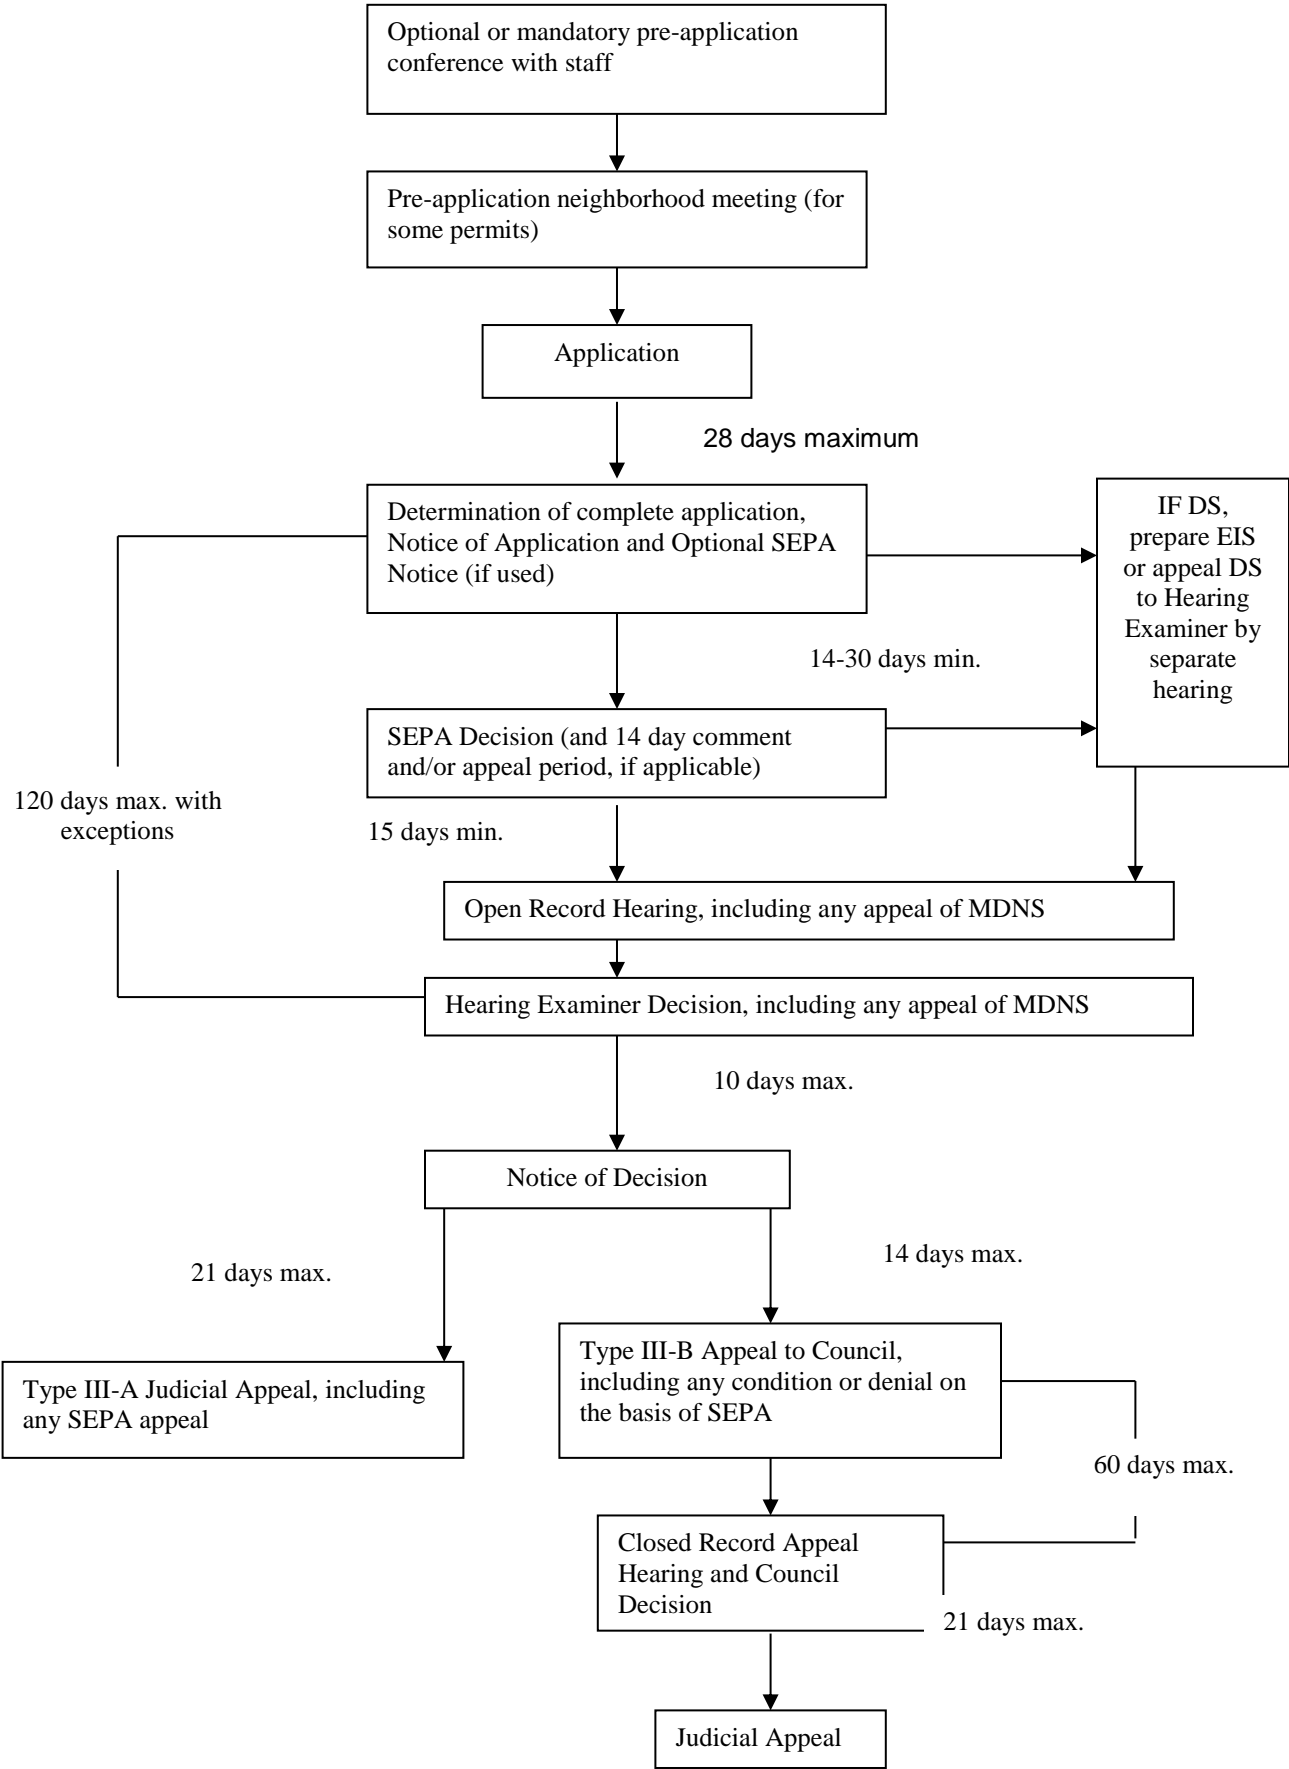 Optional or mandatory pre-application
conference with staff
Pre-application neighborhood meeting (for
some permits)
Application
28 days maximum
Determination of complete application,
Notice of Application and Optional SEPA
Notice (if used)
IF DS,
prepare EIS
or appeal DS
to Hearing
Examiner by
separate
hearing
14-30 days min.
SEPA Decision (and 14 day comment
and/or appeal period, if applicable)
120 days max. with
exceptions
15 days min.
Open Record Hearing, including any appeal of MDNS
Hearing Examiner Decision, including any appeal of MDNS
10 days max.
Notice of Decision
21 days max.
14 days max.
Type III-A Judicial Appeal, including
any SEPA appeal
Type III-B Appeal to Council,
including any condition or denial on
the basis of SEPA
60 days max.
Closed Record Appeal
Hearing and Council
Decision
21 days max.
Judicial Appeal